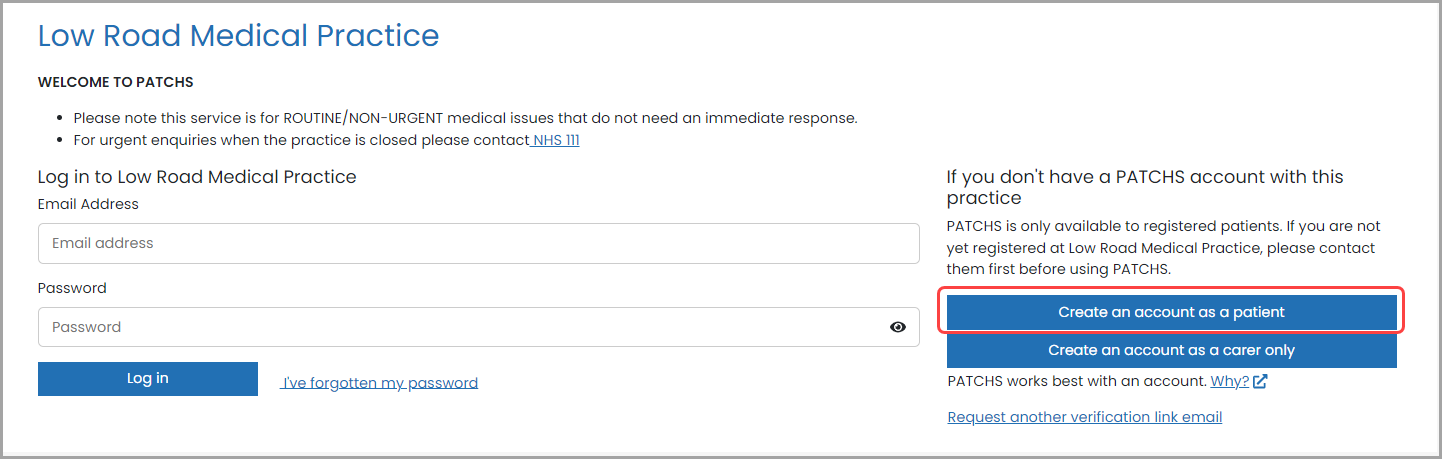 Low Road Medical Practice
WELCOME TO PATCHS
Please note this service is for ROUTINE/NON-URGENT medical issues that do not need an immediate response.
For urgent enquiries when the practice is closed please contact NHS 111
Log in to Low Road Medical Practice
Email Address
Email address
Password
Password
Log in
I've forgotten my password
If you don't have a PATCHS account with this
practice
PATCHS is only available to registered patients. If you are not
yet registered at Low Road Medical Practice, please contact
them first before using PATCHS.
Create an account as a patient
Create an account as a carer only
PATCHS works best with an account. Why?
Request another verification link email